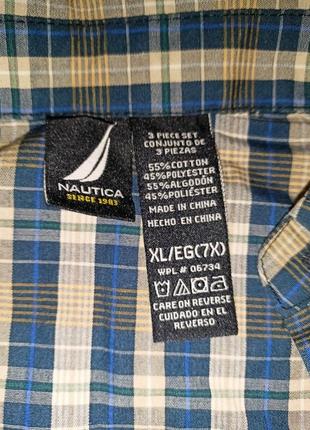 NAUTICA
SINCE 1983
3 PIECE SET
CONJUNTO DE
3 PIEZAS
55%COTTON
45%POLYESTER
55%ALGODÓN
45%POLIÉSTER
MADE IN CHINA
HECHO EN CHINA
XL/EG(7X)
WPL # 06734
CARE ON REVERSE
CUIDADO EN EL
REVERSO